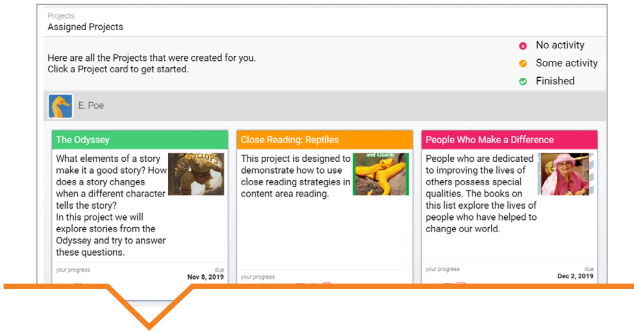 Projects
Assigned Projects
Here are all the Projects that were created for you.
Click a Project card to get started.
No activity
Some activity
Finished
E. Poe
The Odyssey
What elements of a story
make it a good story? How
does a story changes
when a different character
tells the story?
In this project we will
explore stories from the
Odyssey and try to answer
these questions.
CYCLOPS
your progress
due
Nov 8, 2019
Close Reading: Reptiles
This project is designed to
demonstrate how to use
close reading strategies in
content area reading.
and Lizards
your progress
People Who Make a Difference
People who are dedicated
to improving the lives of
others possess special
qualities. The books on
this list explore the lives of
people who have helped to
change our world.
your progress
due
Dec 2, 2019